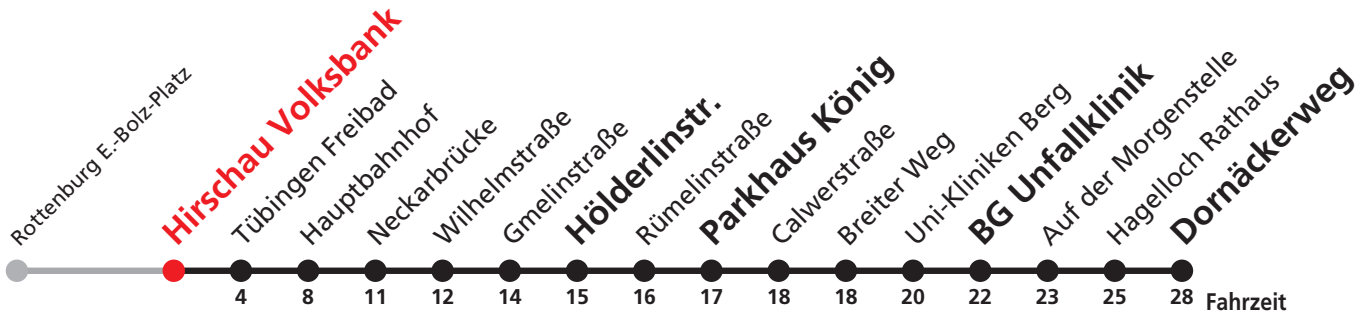 Rottenburg E.-Bolz-Platz
Hirschau Volksbank
Tübingen Freibad
Hauptbahnhof
Neckarbrücke
Wilhelmstraße
Gmelinstraße
Hölderlinstr.
Rümelinstraße
Parkhaus König
Calwerstraße
Breiter Weg
Uni-Kliniken Berg
BG Unfallklinik
Auf der Morgenstelle
Hagelloch Rathaus
Dornäckerweg
4 8 11 12 14 15 16 17 18 18 20 22 23 25 28 Fahrzeit